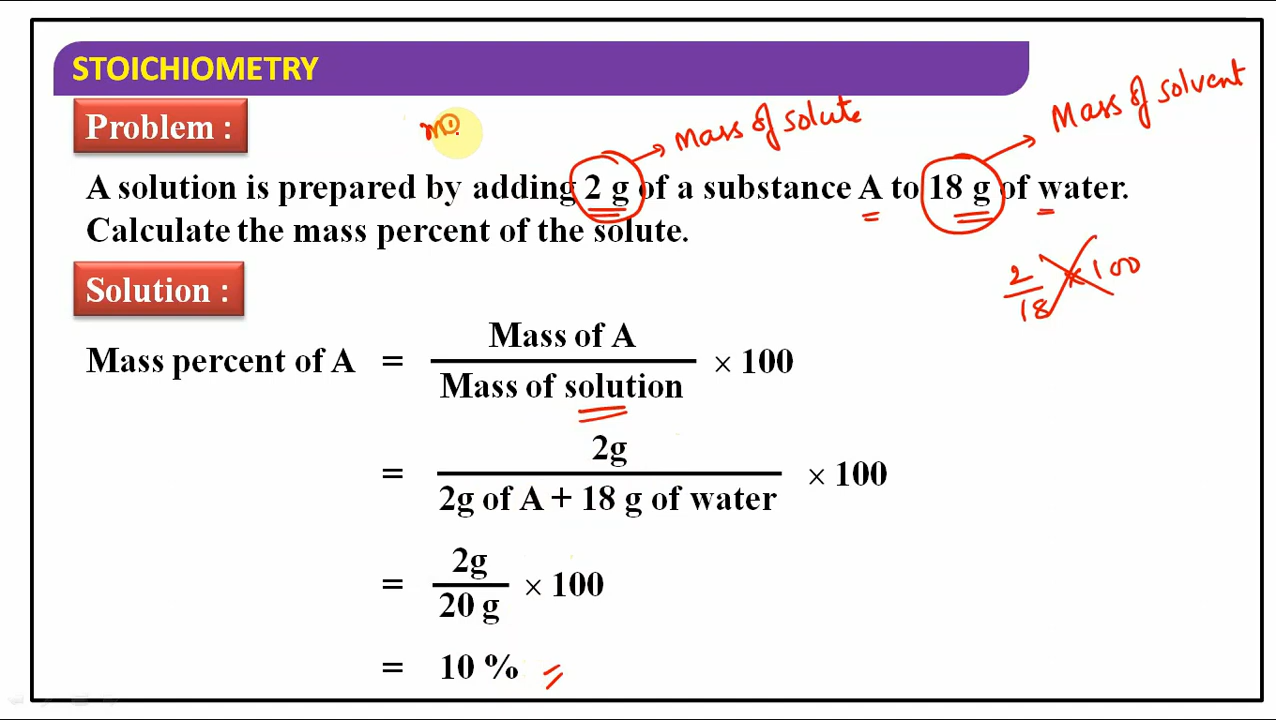 STOICHIOMETRY
Problem :
Mass of solute
Mass of solvent
A solution is prepared by adding 2 g of a substance A to 18 g of water.
Calculate the mass percent of the solute.
2/18 × 100
Solution :
Mass percent of A = Mass of A / Mass of solution × 100
= 2g / 2g of A + 18 g of water × 100
= 2g / 20 g × 100
= 10 %